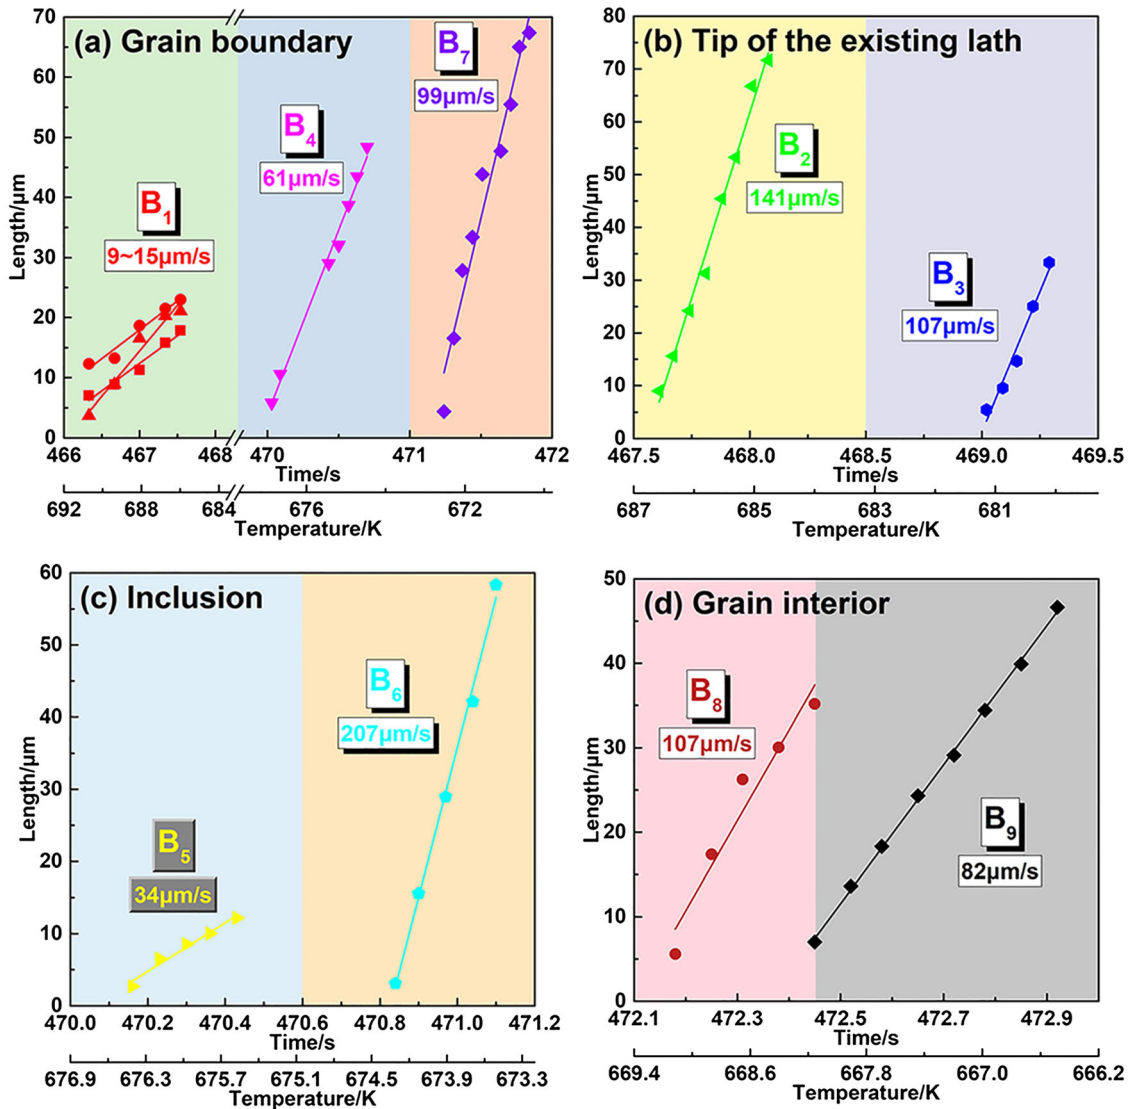 (a) Grain boundary
70
60
50
40
30
20
10
0
Length/µm
B1
9~15µm/s
B4
61µm/s
B7
99µm/s
466 467 468 470 471 472
Time/s
692 688 684 676 672
Temperature/K
(b) Tip of the existing lath
80
70
60
50
40
30
20
10
0
Length/µm
B2
141µm/s
B3
107µm/s
467.5 468.0 468.5 469.0 469.5
Time/s
687 685 683 681
Temperature/K
(c) Inclusion
60
50
40
30
20
10
0
Length/µm
B5
34µm/s
B6
207µm/s
470.0 470.2 470.4 470.6 470.8 471.0 471.2
Time/s
676.9 676.3 675.7 675.1 674.5 673.9 673.3
Temperature/K
(d) Grain interior
50
40
30
20
10
0
Length/µm
B8
107µm/s
B9
82µm/s
472.1 472.3 472.5 472.7 472.9
Time/s
669.4 668.6 667.8 667.0 666.2
Temperature/K